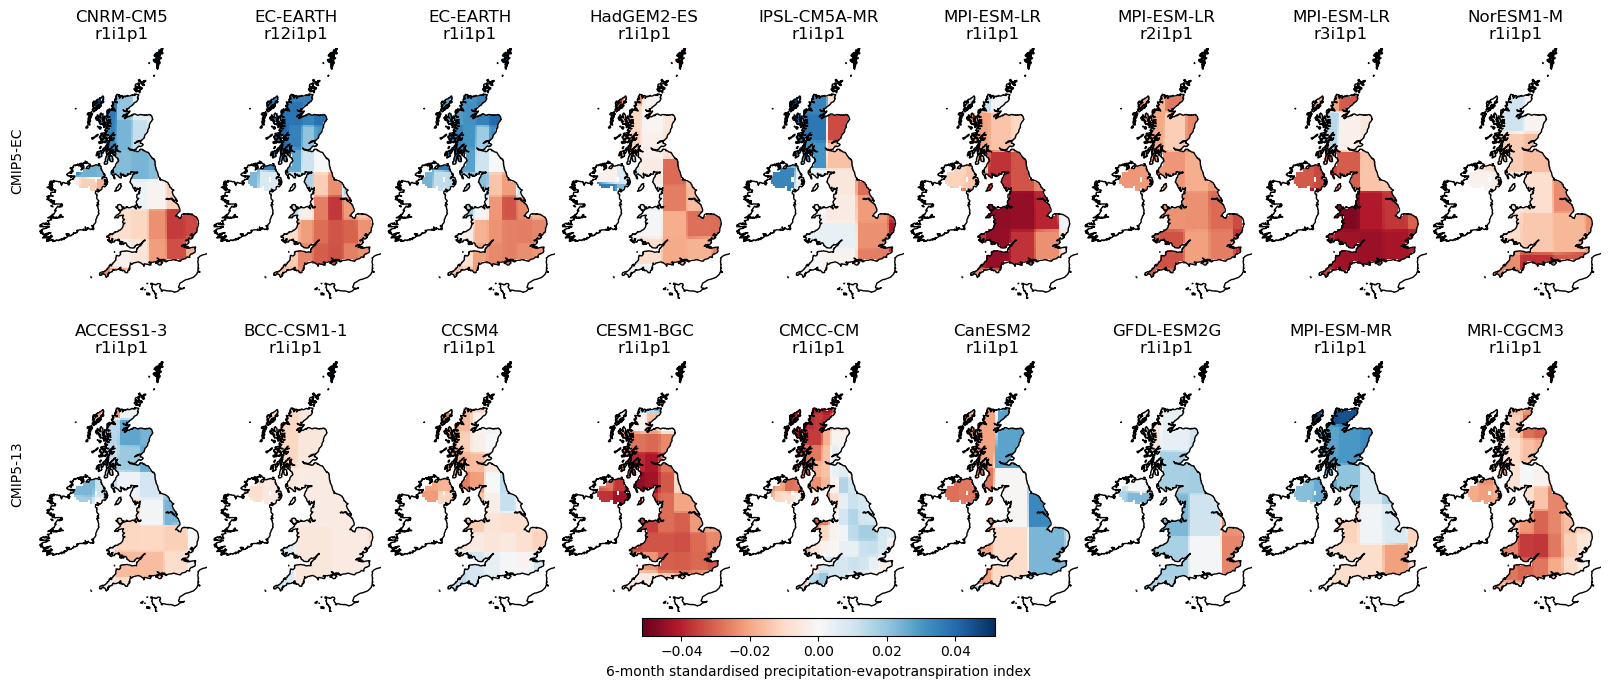 CNRM-CM5 EC-EARTH EC-EARTH HadGEM2-ES IPSL-CM5A-MR MPI-ESM-LR MPI-ESM-LR MPI-ESM-LR NorESM1-M
r1i1p1 r12i1p1 r1i1p1 r1i1p1 r1i1p1 r1i1p1 r2i1p1 r3i1p1 r1i1p1
CMIP5-EC
ACCESS1-3 BCC-CSM1-1 CCSM4 CESM1-BGC CMCC-CM CanESM2 GFDL-ESM2G MPI-ESM-MR MRI-CGCM3
r1i1p1 r1i1p1 r1i1p1 r1i1p1 r1i1p1 r1i1p1 r1i1p1 r1i1p1 r1i1p1
CMIP5-13
−0.04 −0.02 0.00 0.02 0.04
6-month standardised precipitation-evapotranspiration index